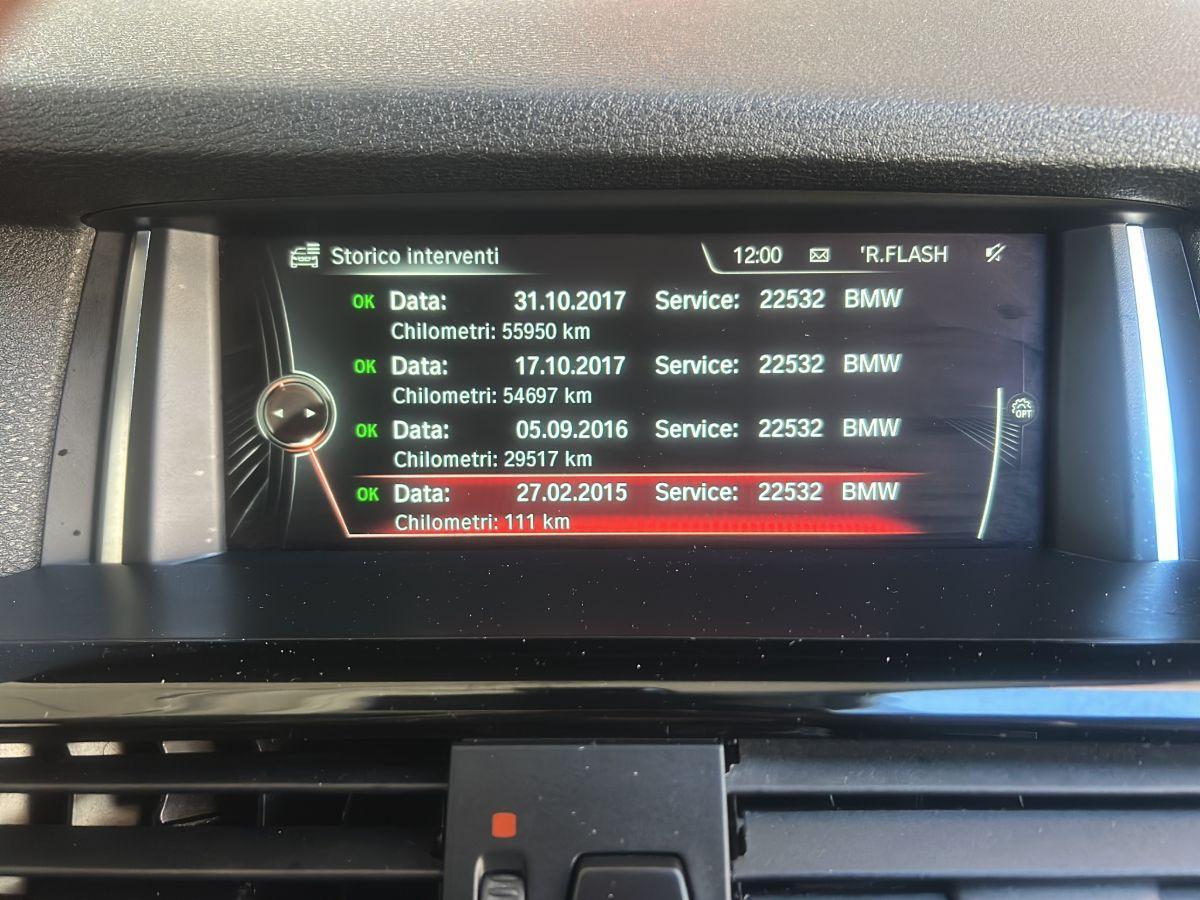 Storico interventi 12:00 'R.FLASH
OK Data: 31.10.2017 Service: 22532 BMW
Chilometri: 55950 km
OK Data: 17.10.2017 Service: 22532 BMW
Chilometri: 54697 km
OPT
OK Data: 05.09.2016 Service: 22532 BMW
Chilometri: 29517 km
OK Data: 27.02.2015 Service: 22532 BMW
Chilometri: 111 km